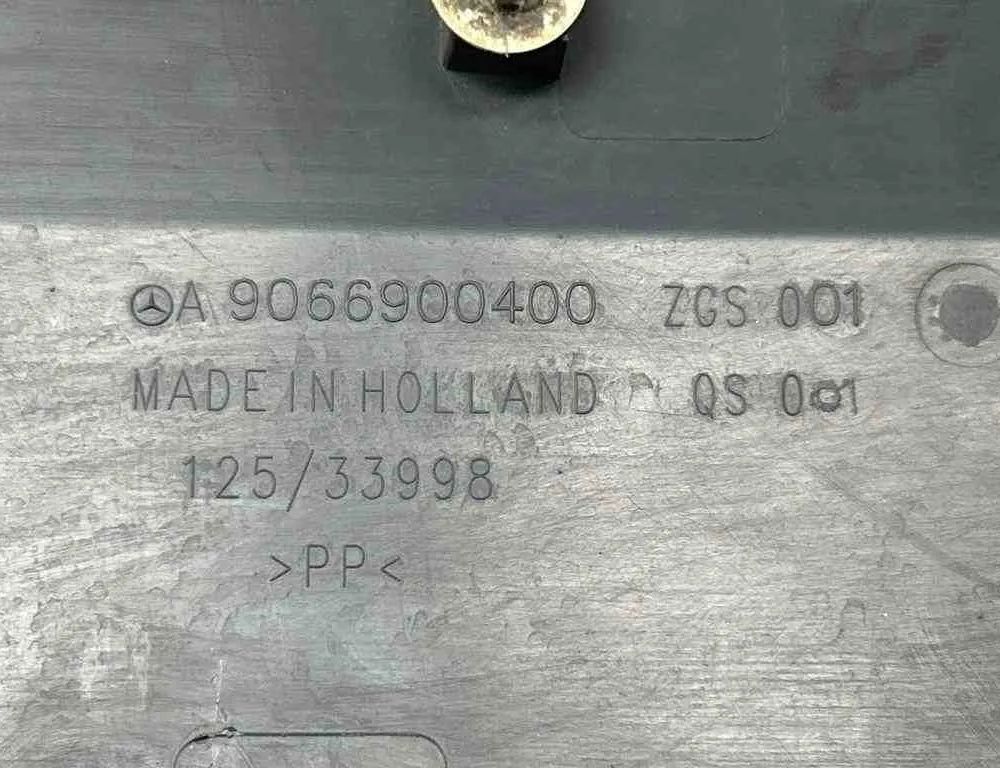 A 9066900400 ZGS 001
MADE IN HOLLAND QS 001
125/33998
>PP<